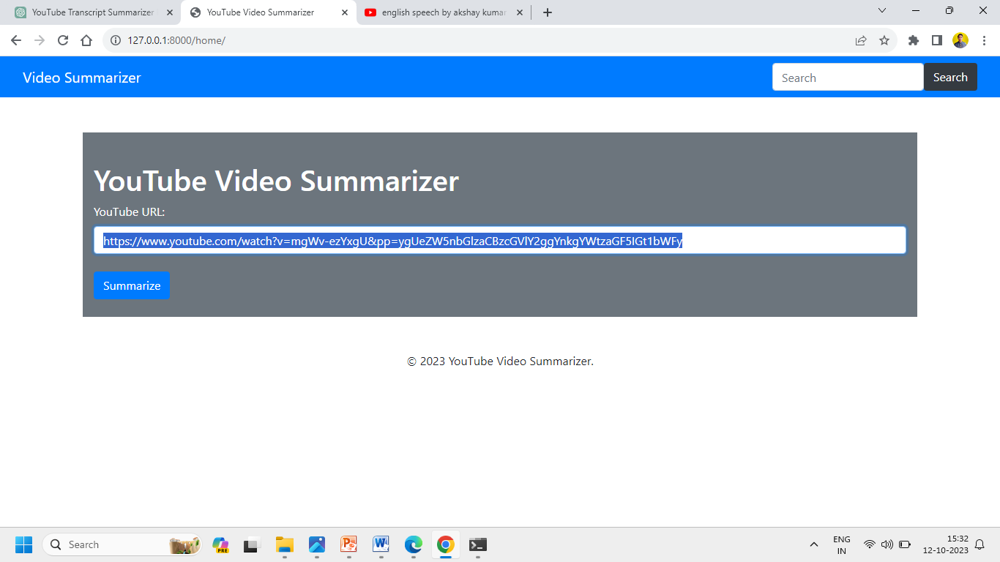 YouTube Transcript Summarizer
YouTube Video Summarizer
english speech by akshay kumar
127.0.0.1:8000/home/
Video Summarizer
Search
Search
YouTube Video Summarizer
YouTube URL:
https://www.youtube.com/watch?v=mgWv-ezYxgU&pp=ygUeZW5nbGlzaCBzcGVlY2ggYnkgYWtzaGF5IGt1bWFy
Summarize
© 2023 YouTube Video Summarizer.
Search
PRE
ENG
IN
15:32
12-10-2023